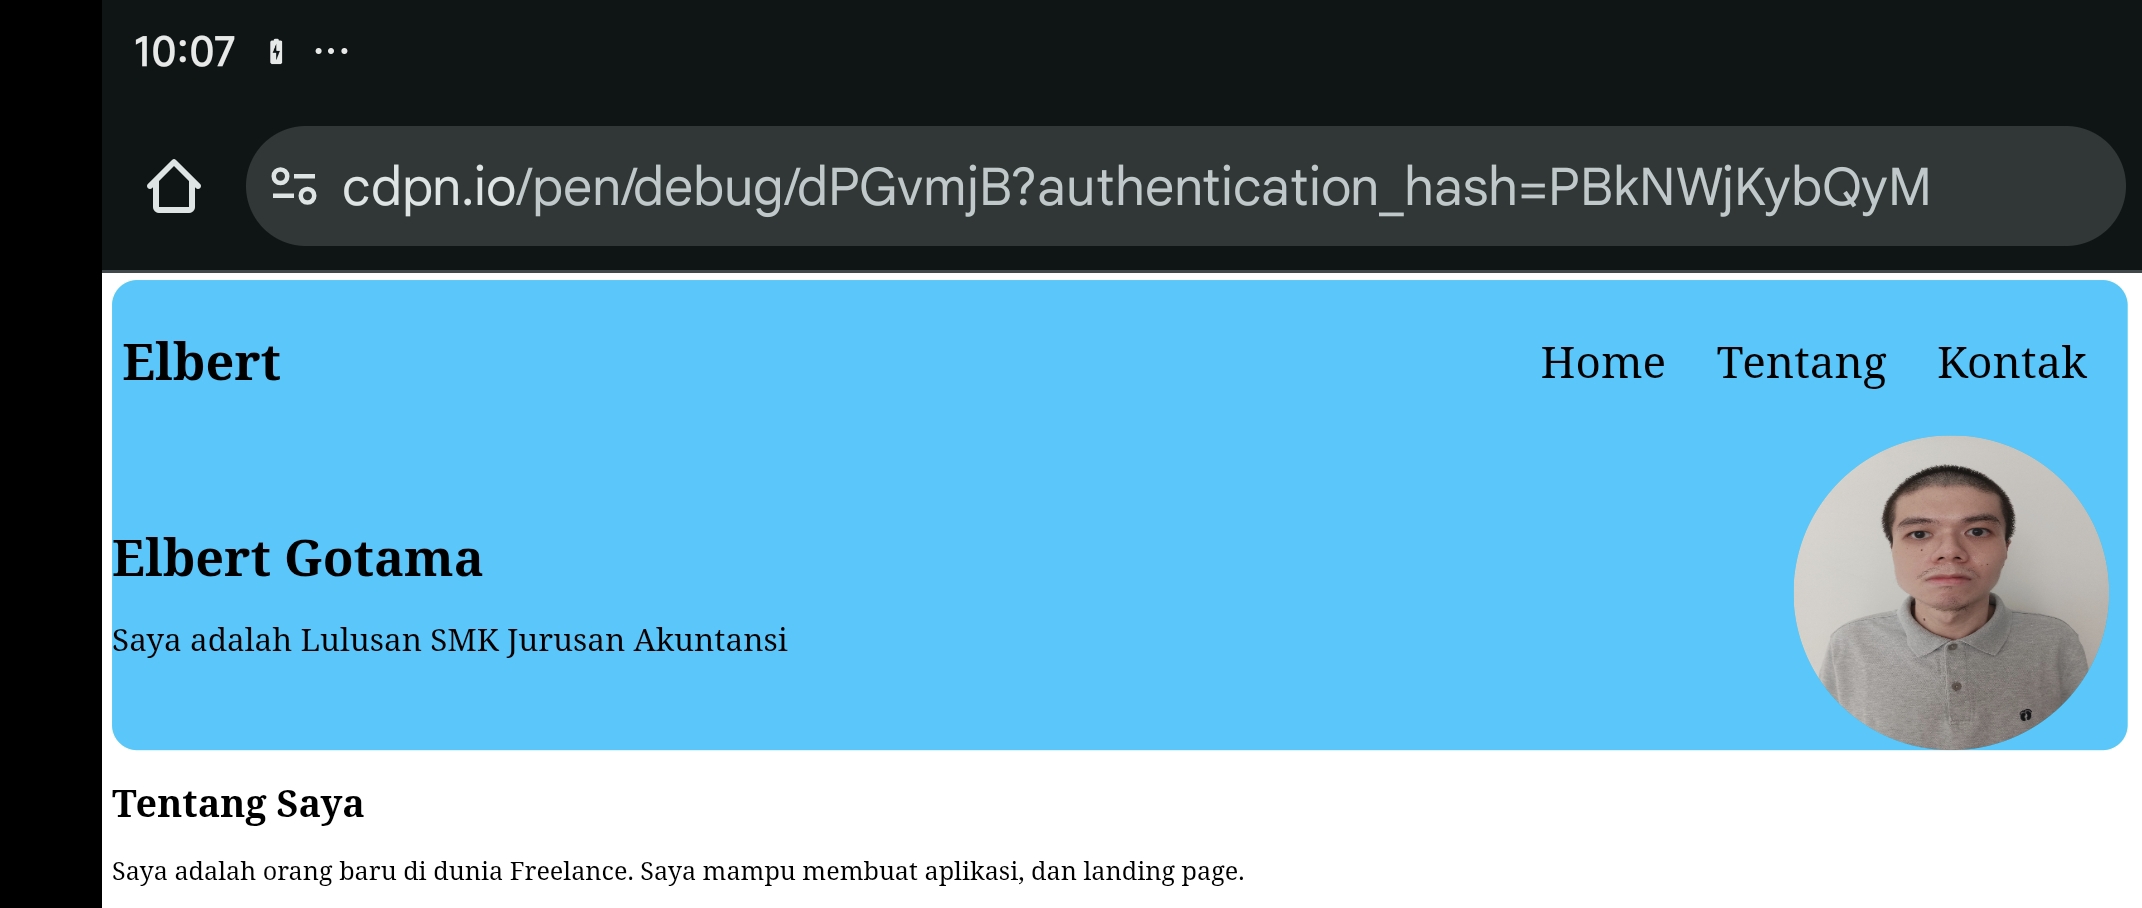 10:07
cdpn.io/pen/debug/dPGvmjB?authentication_hash=PBkNWjKybQyM
Elbert Home Tentang Kontak
Elbert Gotama
Saya adalah Lulusan SMK Jurusan Akuntansi
Tentang Saya
Saya adalah orang baru di dunia Freelance. Saya mampu membuat aplikasi, dan landing page.